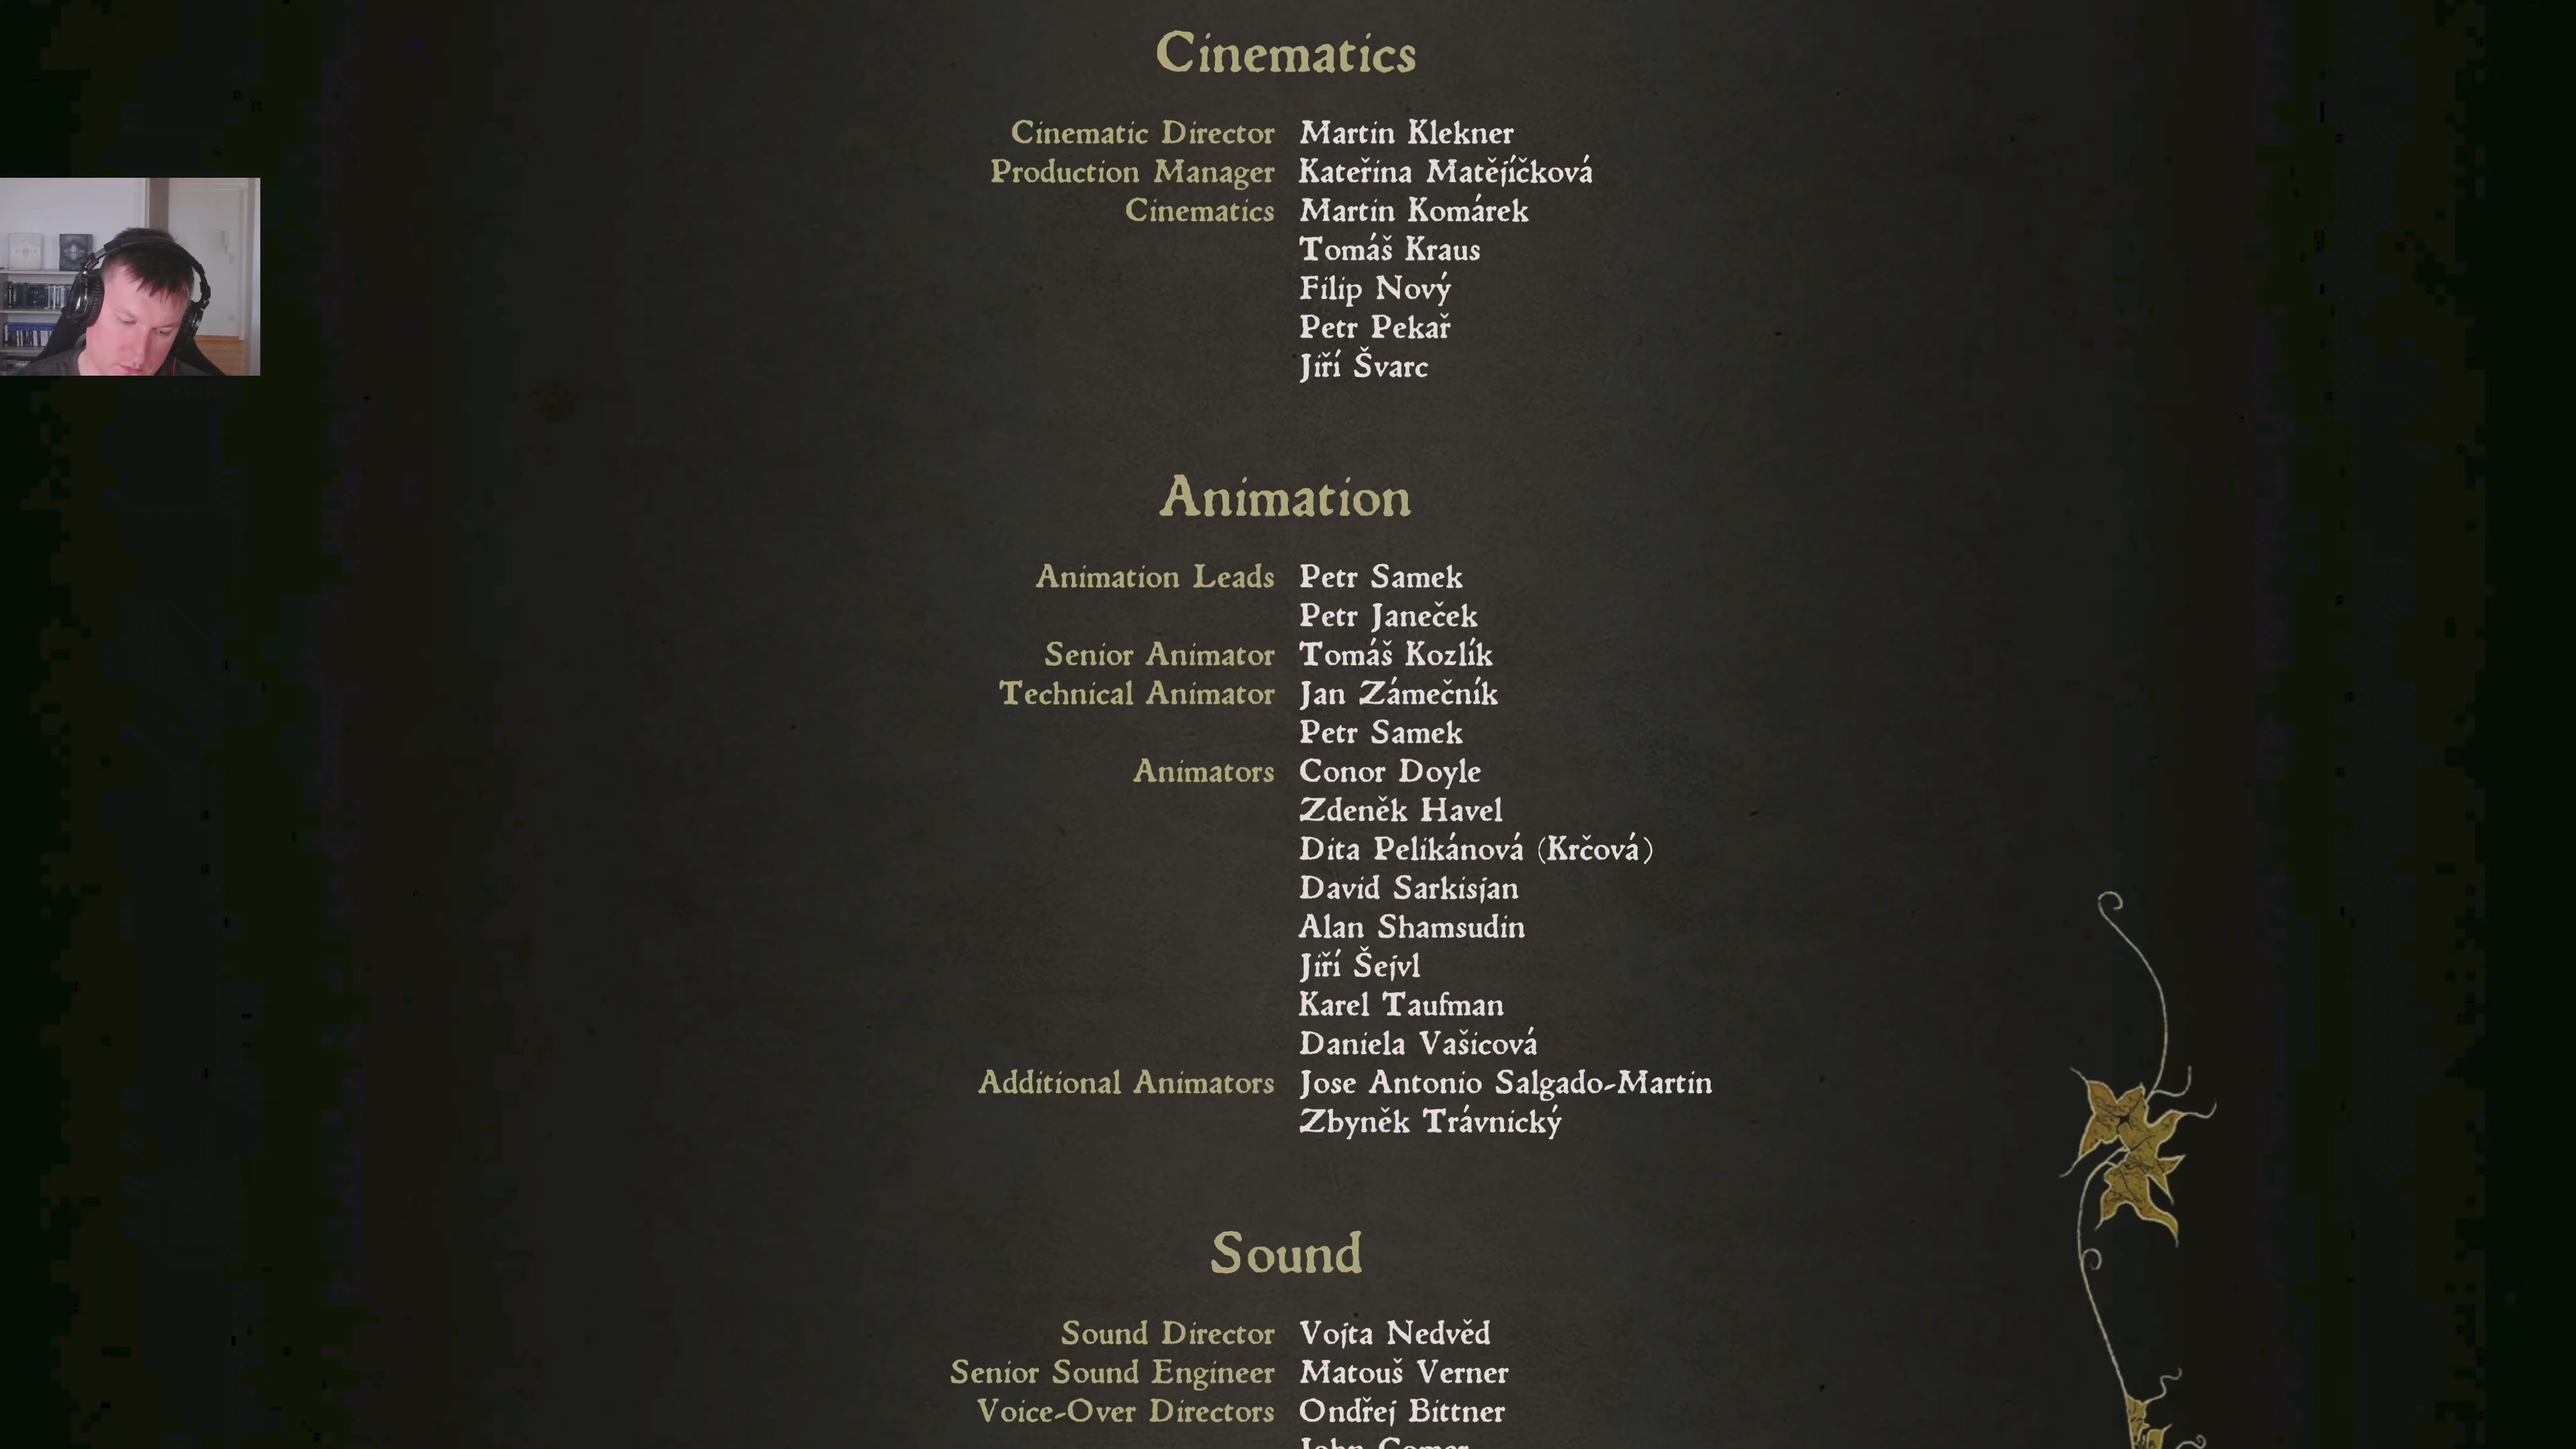 Cinematics
Cinematic Director Martin Klekner
Production Manager Kateřina Matějíčková
Cinematics Martin Komárek
Tomáš Kraus
Filip Nový
Petr Pekař
Jiří Švarc
Animation
Animation Leads Petr Samek
Petr Janeček
Senior Animator Tomáš Kozlík
Technical Animator Jan Zámečník
Petr Samek
Animators Conor Doyle
Zdeněk Havel
Dita Pelikánová (Krčová)
David Sarkisjan
Alan Shamsudin
Jiří Šejvl
Karel Taufman
Daniela Vašicová
Additional Animators Jose Antonio Salgado-Martin
Zbyněk Trávnický
Sound
Sound Director Vojta Nedvěd
Senior Sound Engineer Matouš Verner
Voice-Over Directors Ondřej Bittner
John Comer